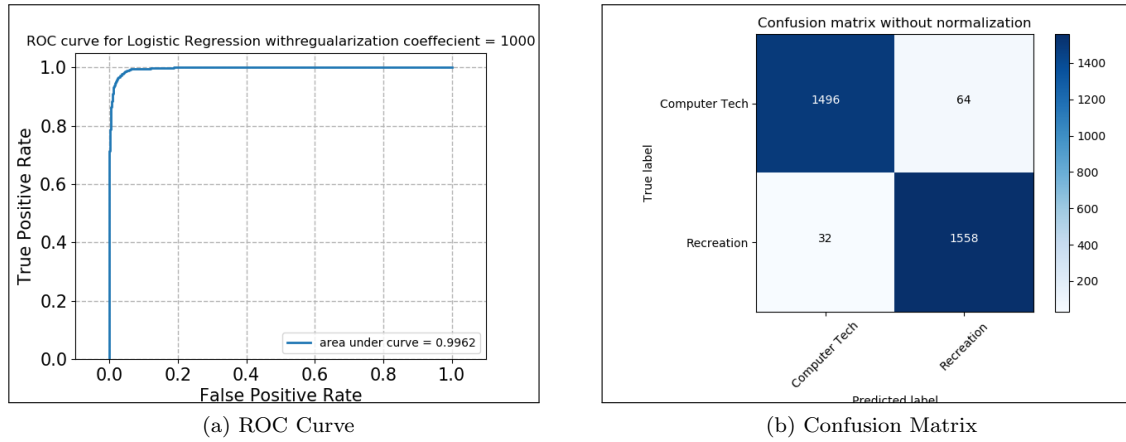 ROC curve for Logistic Regression withregualarization coeffecient = 1000
True Positive Rate
1.0
0.8
0.6
0.4
0.2
0.0
area under curve = 0.9962
0.0 0.2 0.4 0.6 0.8 1.0
False Positive Rate
(a) ROC Curve
Confusion matrix without normalization
True label
Computer Tech
1496 64
Recreation
32 1558
Computer Tech
Recreation
Predicted label
1400
1200
1000
800
600
400
200
(b) Confusion Matrix